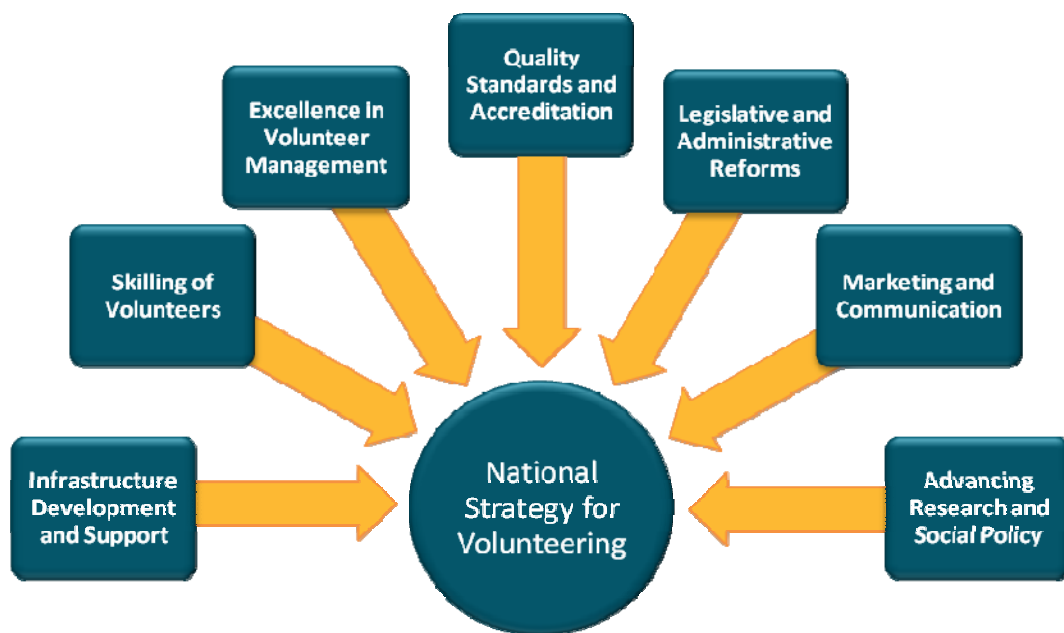 Quality
Standards and
Accreditation
Excellence in
Volunteer
Management
Legislative and
Administrative
Reforms
Skilling of
Volunteers
Marketing and
Communication
Infrastructure
Development
and Support
National
Strategy for
Volunteering
Advancing
Research and
Social Policy